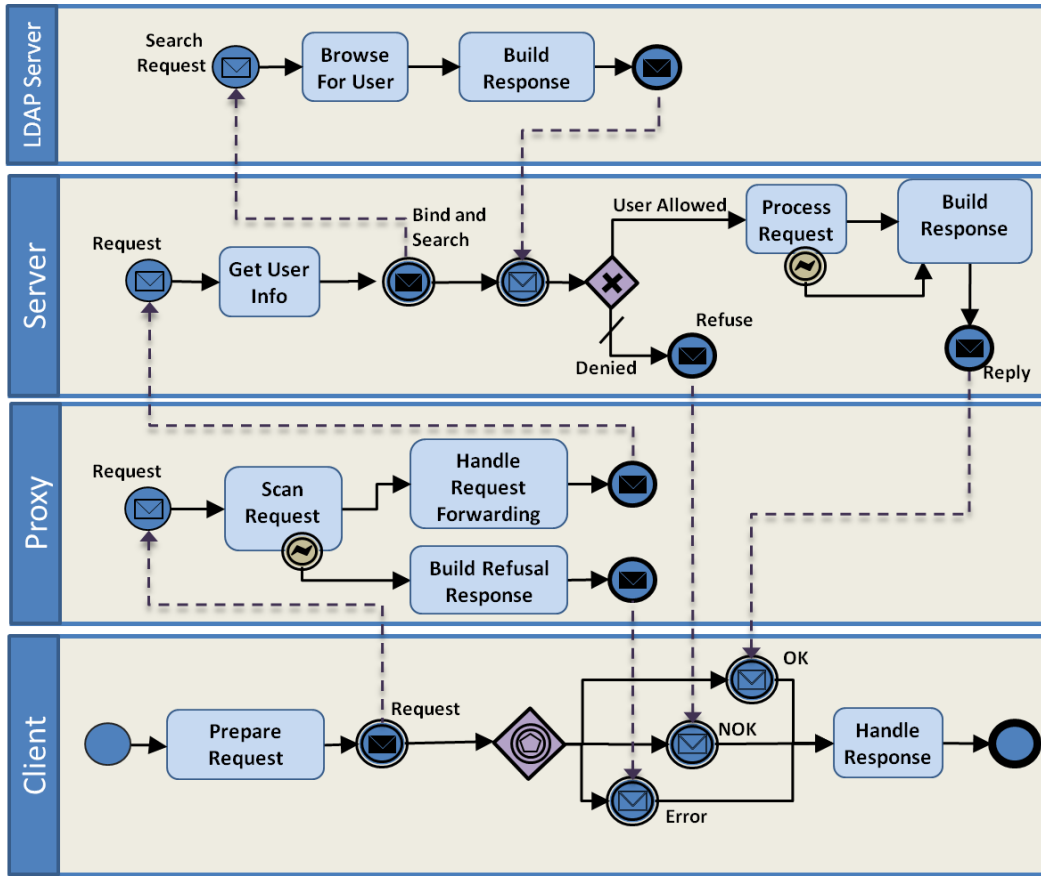 LDAP Server
Search
Request
Browse
For User
Build
Response
Server
Request
Get User
Info
Bind and
Search
User Allowed
Process
Request
Build
Response
Denied
Refuse
Reply
Proxy
Request
Scan
Request
Handle
Request
Forwarding
Build Refusal
Response
Client
Prepare
Request
Request
OK
NOK
Error
Handle
Response